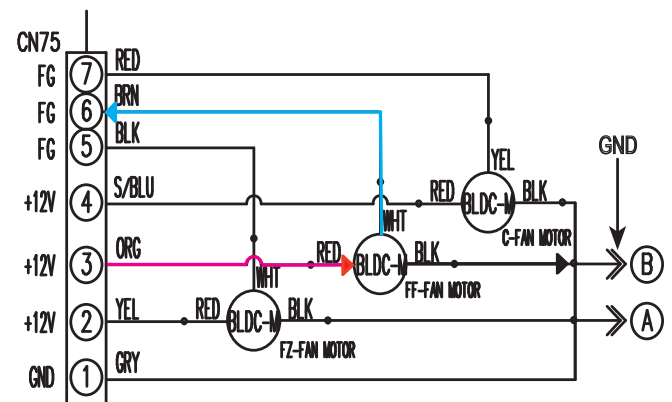 CN75
FG 7 RED
FG 6 BRN
FG 5 BLK
YEL
GND
+12V 4 S/BLU RED BLDC-M BLK
WHT
C-FAN MOTOR
+12V 3 ORG RED BLDC-M BLK B
WHT
FF-FAN MOTOR
+12V 2 YEL RED BLDC-M BLK A
FZ-FAN MOTOR
GND 1 GRY